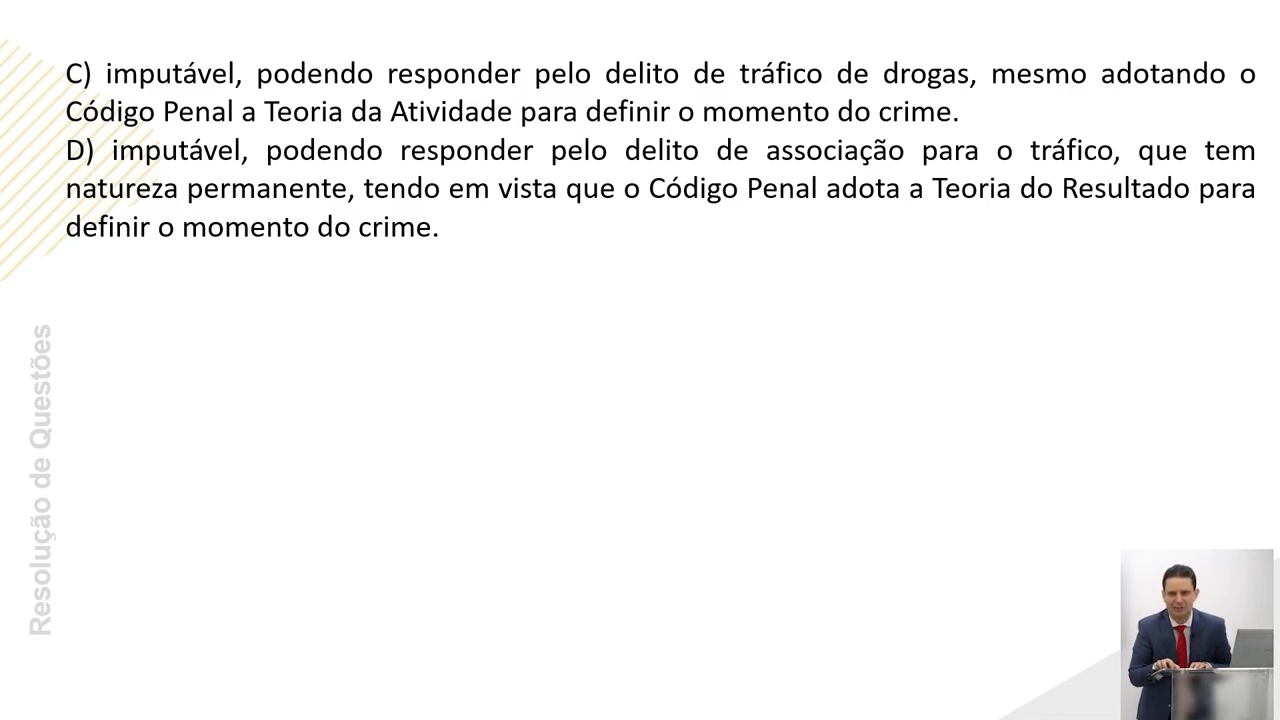 C) imputável, podendo responder pelo delito de tráfico de drogas, mesmo adotando o
Código Penal a Teoria da Atividade para definir o momento do crime.
D) imputável, podendo responder pelo delito de associação para o tráfico, que tem
natureza permanente, tendo em vista que o Código Penal adota a Teoria do Resultado para
definir o momento do crime.
Resolução de Questões